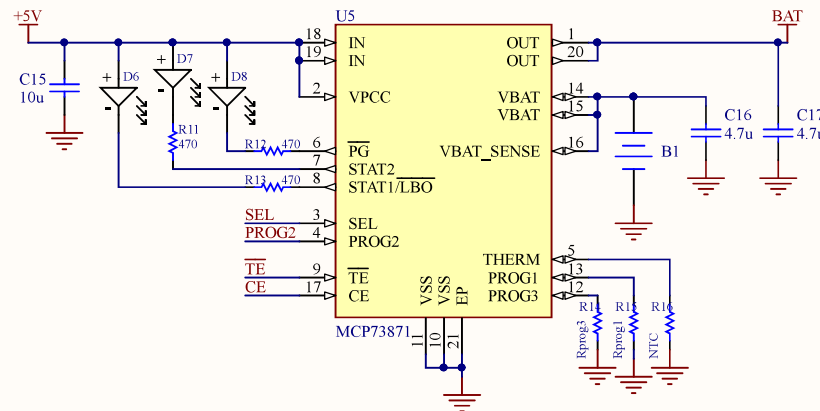 +5V
U5
BAT
C15
10u
+
-
D6
+
-
D7
+
-
D8
R11
470
R12 470
R13 470
18
19
2
6
7
8
3
4
9
17
IN
IN
VPCC
PG
STAT2
STAT1/LBO
SEL
PROG2
TE
CE
SEL
PROG2
TE
CE
OUT
OUT
VBAT
VBAT
VBAT_SENSE
THERM
PROG1
PROG3
1
20
14
15
16
5
13
12
VSS
VSS
EP
11
10
21
MCP73871
B1
C16
4.7u
C17
4.7u
R14
Rprog3
R15
Rprog1
R16
NTC